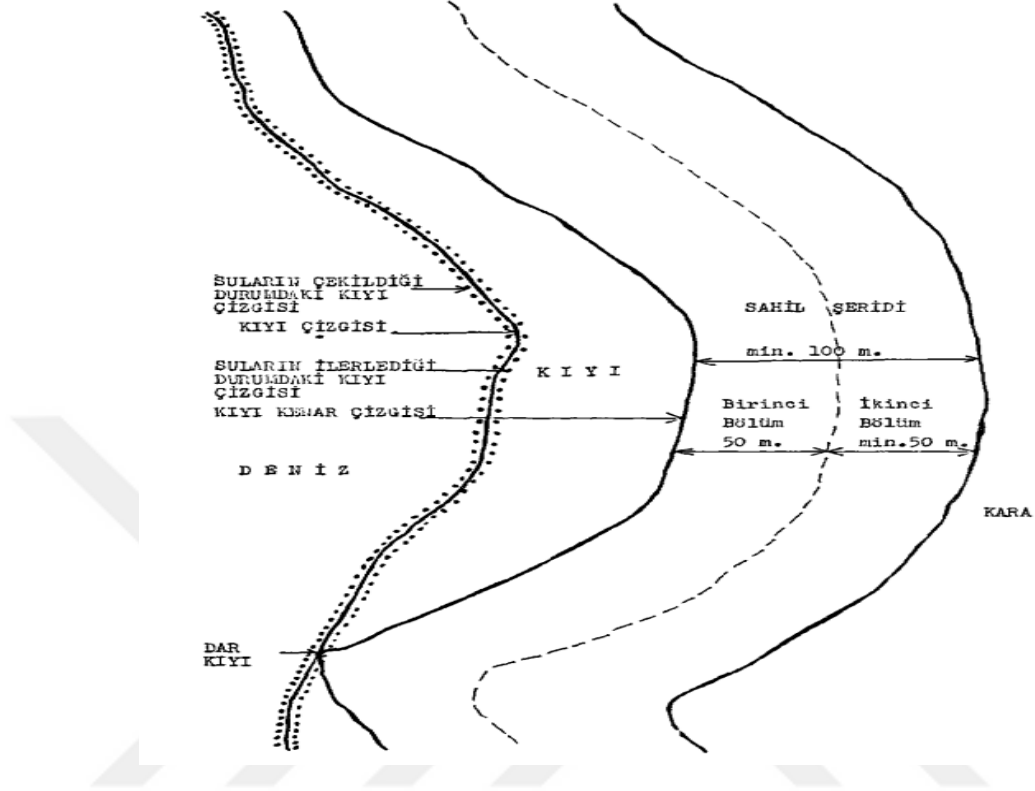 SULARIN ÇEKİLDİĞİ
DURUMDAKİ KIYI
ÇİZGİSİ
KIYI ÇİZGİSİ
SULARIN İLERLEDİĞİ
DURUMDAKİ KIYI
ÇİZGİSİ
KIYI KENAR ÇİZGİSİ
DENİZ
KIYI
SAHİL ŞERİDİ
min. 100 m.
Birinci
Bölüm
50 m.
İkinci
Bölüm
min.50 m.
KARA
DAR
KIYI